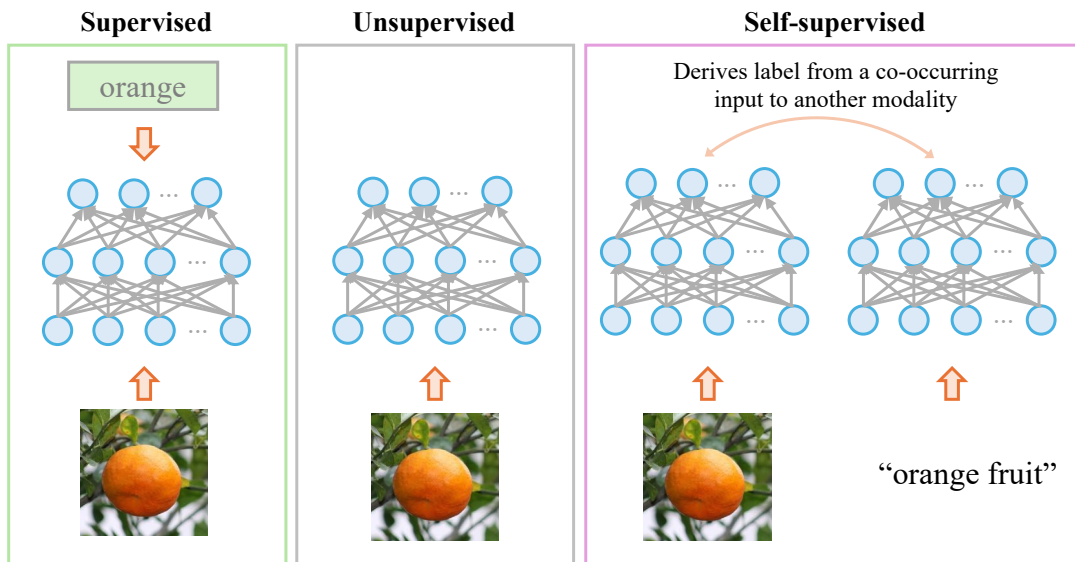 Supervised
Unsupervised
Self-supervised
orange
Derives label from a co-occurring
input to another modality
...
...
...
...
...
...
...
...
...
...
...
...
“orange fruit”